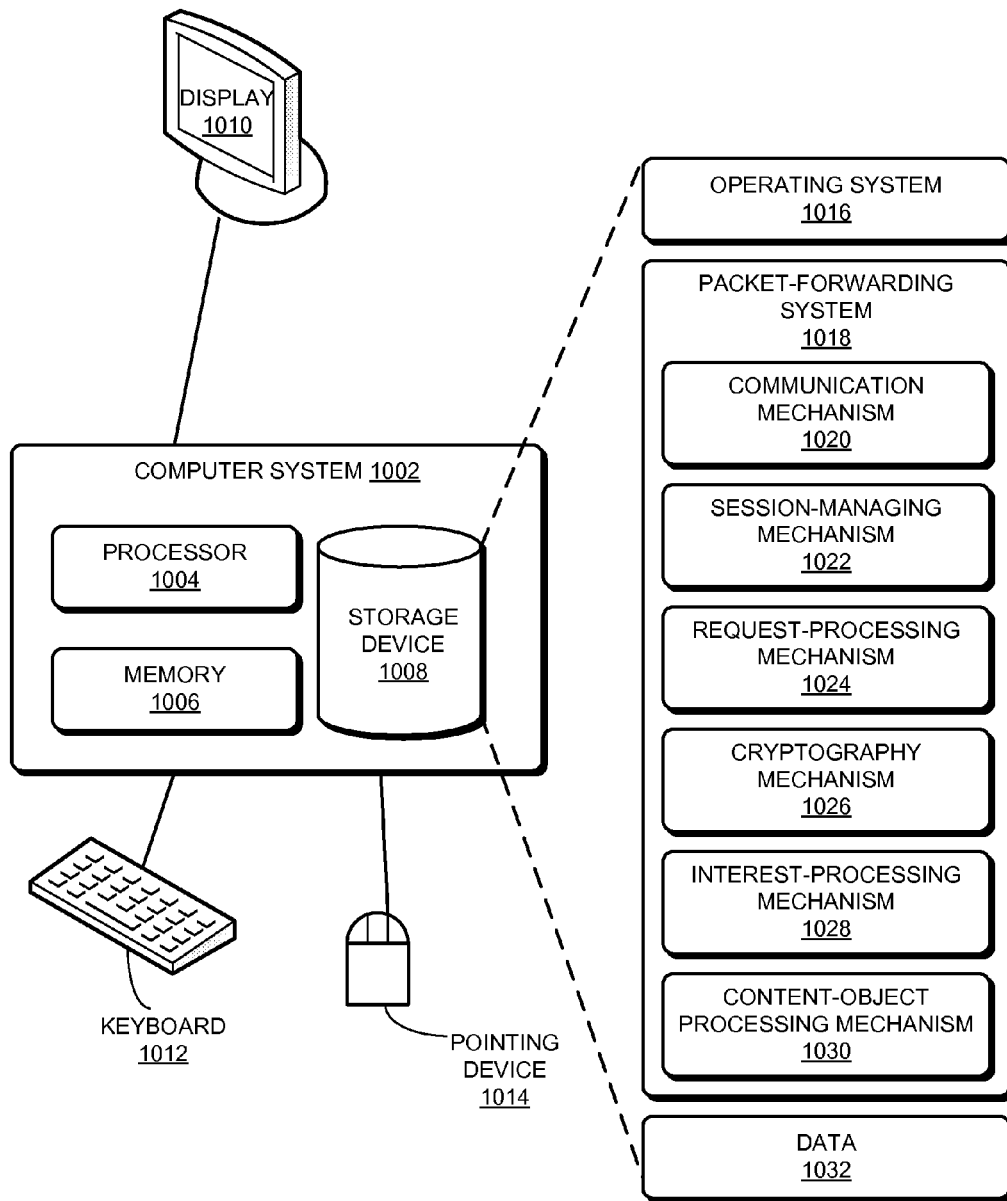 DISPLAY
1010
OPERATING SYSTEM
1016
PACKET-FORWARDING
SYSTEM
1018
COMMUNICATION
MECHANISM
1020
SESSION-MANAGING
MECHANISM
1022
REQUEST-PROCESSING
MECHANISM
1024
CRYPTOGRAPHY
MECHANISM
1026
INTEREST-PROCESSING
MECHANISM
1028
CONTENT-OBJECT
PROCESSING MECHANISM
1030
DATA
1032
COMPUTER SYSTEM 1002
PROCESSOR
1004
MEMORY
1006
STORAGE
DEVICE
1008
KEYBOARD
1012
POINTING
DEVICE
1014